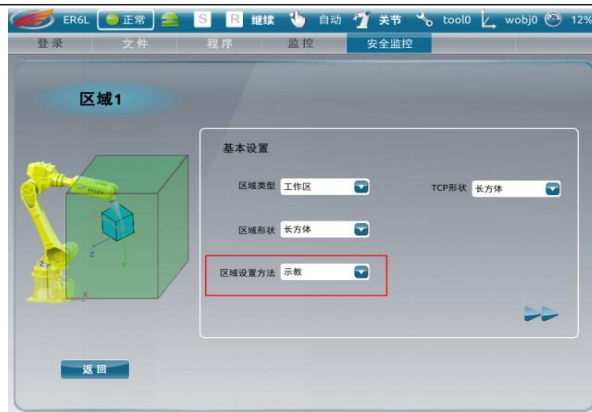 ER6L 正常 S R 继续 自动 关节 tool0 wobj0 12%
登录 文件 程序 监控 安全监控
区域1
基本设置
区域类型 工作区 TCP形状 长方体
区域形状 长方体
区域设置方法 示教
返回